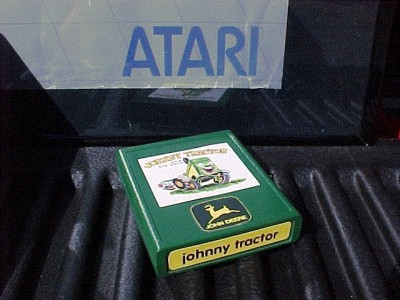 ATARI
JOHNNY TRACTOR
JOHN DEERE
johnny tractor